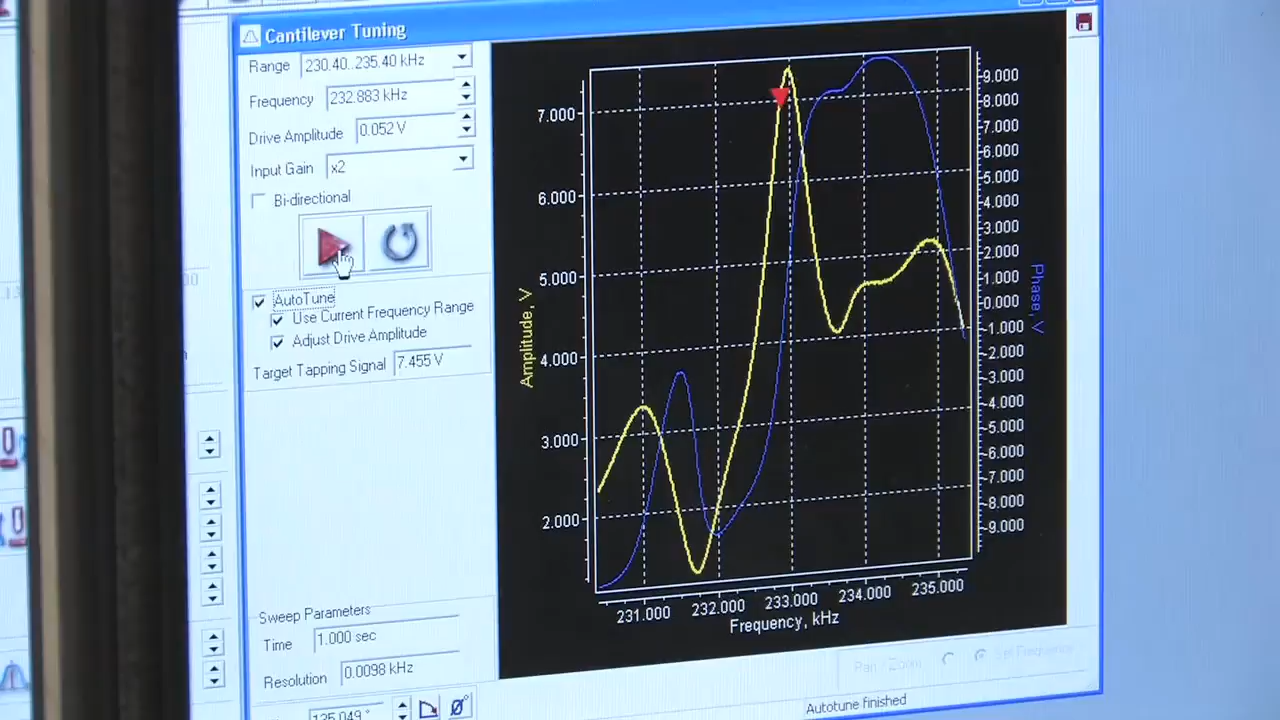 Cantilever Tuning
Range 230.40..235.40 kHz
Frequency 232.883 kHz
Drive Amplitude 0.052 V
Input Gain x2
Bi-directional
AutoTune
Use Current Frequency Range
Adjust Drive Amplitude
Target Tapping Signal 7.455 V
Sweep Parameters
Time 1.000 sec
Resolution 0.0098 kHz
Amplitude, V
7.000
6.000
5.000
4.000
3.000
2.000
9.000
8.000
7.000
6.000
5.000
4.000
3.000
2.000
1.000
0.000
-1.000
-2.000
-3.000
-4.000
-5.000
-6.000
-7.000
-8.000
-9.000
Phase, V
231.000 232.000 233.000 234.000 235.000
Frequency, kHz
Pan / Zoom Set Frequency
Autotune finished